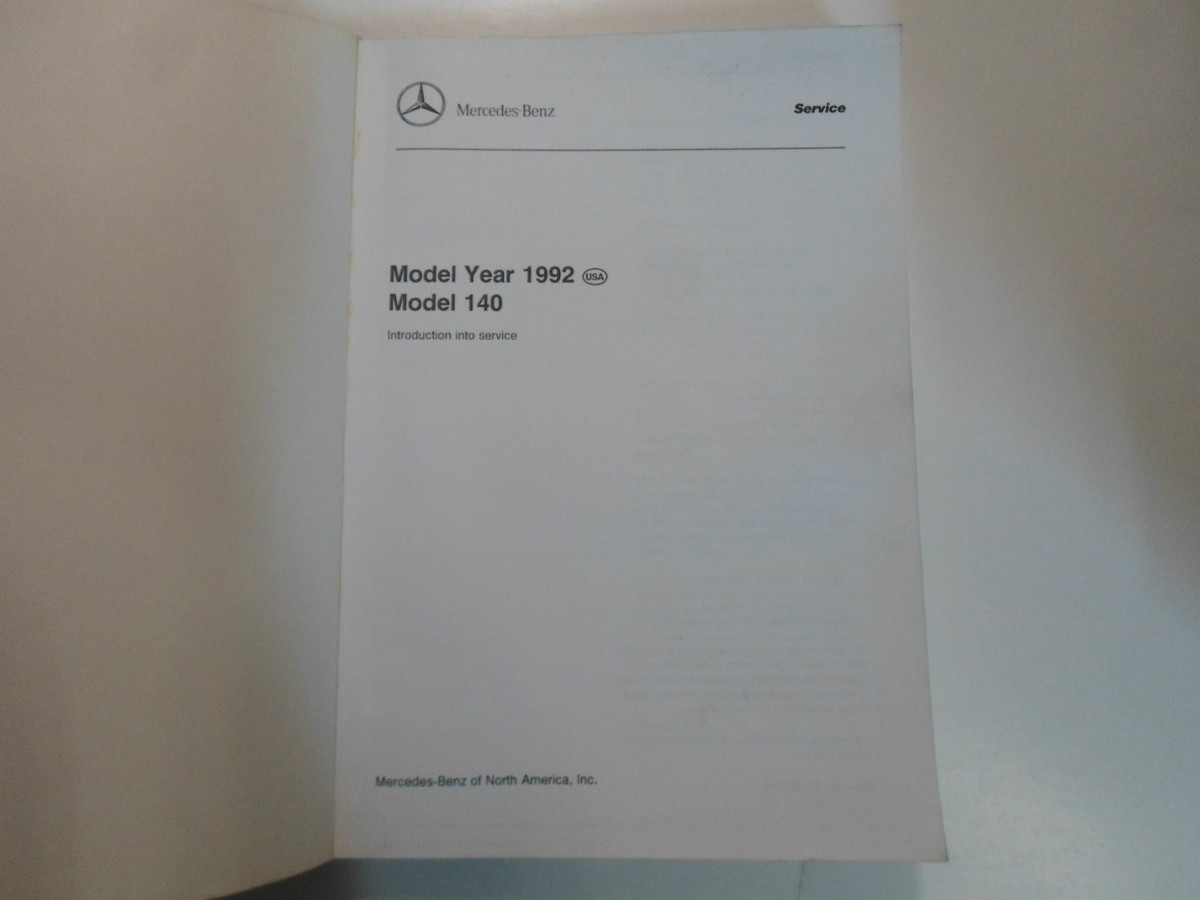 Mercedes-Benz
Service
Model Year 1992 USA
Model 140
Introduction into service
Mercedes-Benz of North America, Inc.